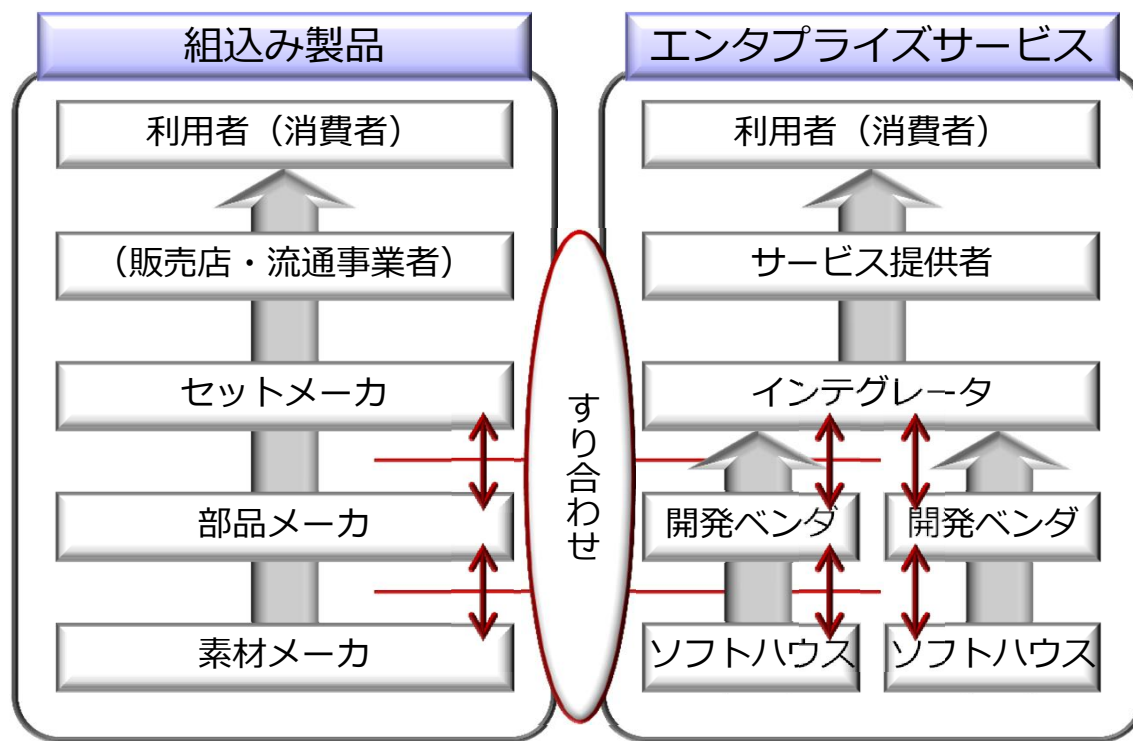 組込み製品
利用者（消費者）
（販売店・流通事業者）
セットメーカ
部品メーカ
素材メーカ
すり合わせ
エンタプライズサービス
利用者（消費者）
サービス提供者
インテグレータ
開発ベンダ
開発ベンダ
ソフトハウス
ソフトハウス